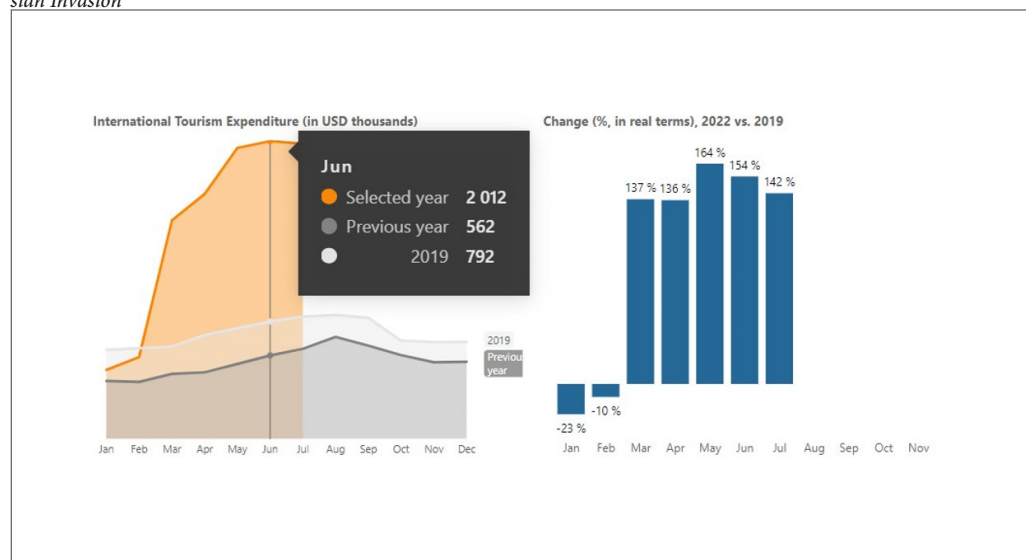 sian Invasion
International Tourism Expenditure (in USD thousands)
Jun
Selected year 2 012
Previous year 562
2019 792
2019
Previou
year
Jan Feb Mar Apr May Jun Jul Aug Sep Oct Nov Dec
Change (%, in real terms), 2022 vs. 2019
164 %
154 %
137 % 136 % 142 %
-10 %
-23 %
Jan Feb Mar Apr May Jun Jul Aug Sep Oct Nov